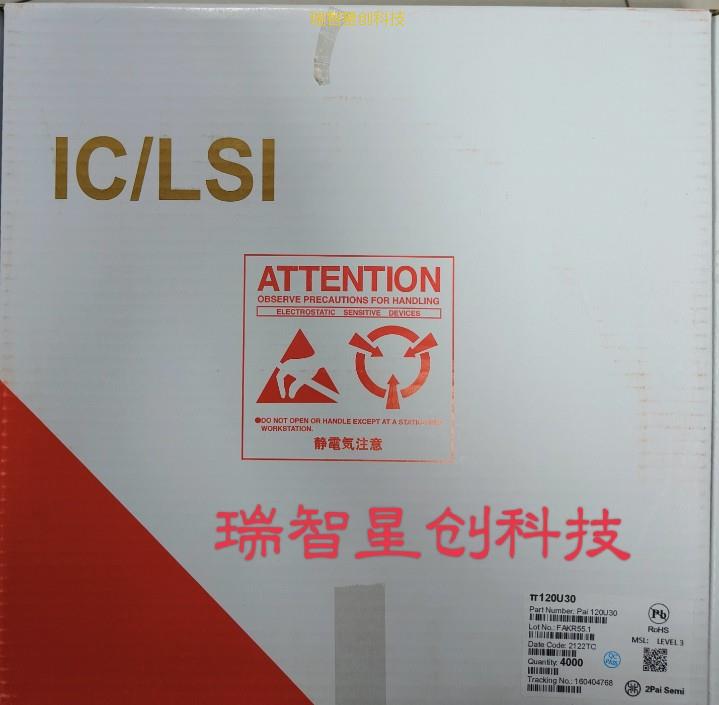 瑞智星创科技
IC/LSI
ATTENTION
OBSERVE PRECAUTIONS FOR HANDLING
ELECTROSTATIC SENSITIVE DEVICES
●DO NOT OPEN OR HANDLE EXCEPT AT A STATIC-FREE
WORKSTATION.
静電気注意
瑞智星创科技
π120U30
Part Number: Pai 120U30
Lot No.: FAKR55.1
Date Code: 2122TC
Quantity: 4000
Tracking No.: 160404768
Pb
RoHS
MSL: LEVEL 3
QC
PASS
2Pai Semi